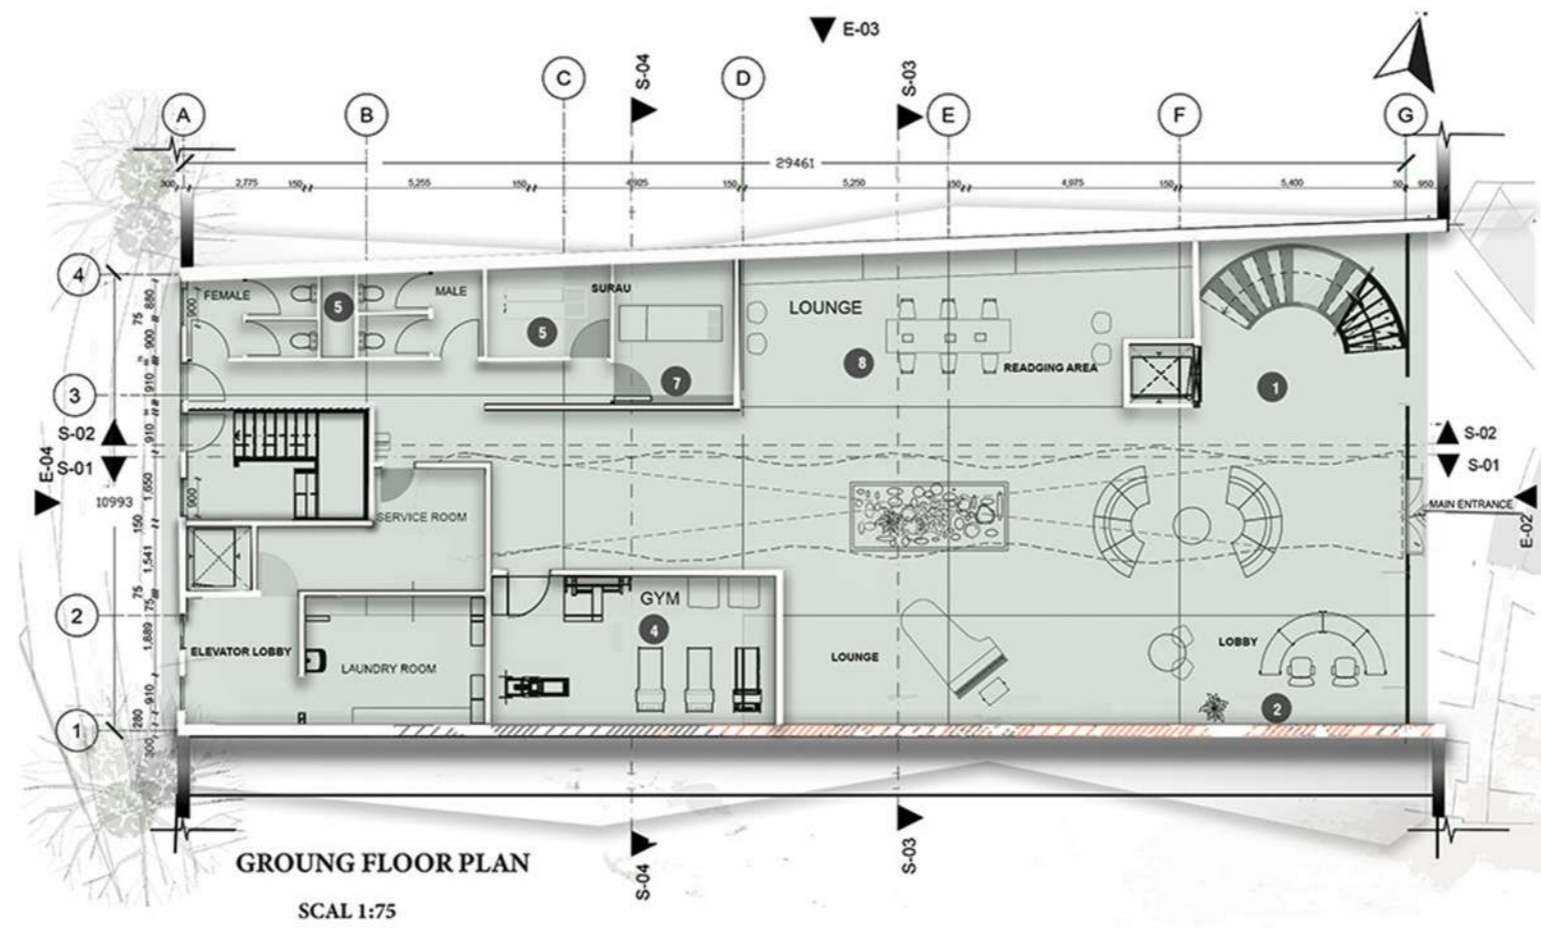 E-03
S-04
S-03
A
B
C
D
E
F
G
29461
300
2,775
150
5,255
150
4,925
150
5,250
150
4,975
150
5,400
50
950
4
FEMALE
5
MALE
SURAU
5
7
LOUNGE
8
READGING AREA
1
880
900
75
900
910
3
S-02
S-01
E-04
910
1,650
900
10993
150
1,541
75
75
2
1,889
910
280
300
1
S-02
S-01
MAIN ENTRANCE
E-02
SERVICE ROOM
GYM
4
ELEVATOR LOBBY
LAUNDRY ROOM
LOUNGE
LOBBY
2
S-04
S-03
GROUNG FLOOR PLAN
SCAL 1:75